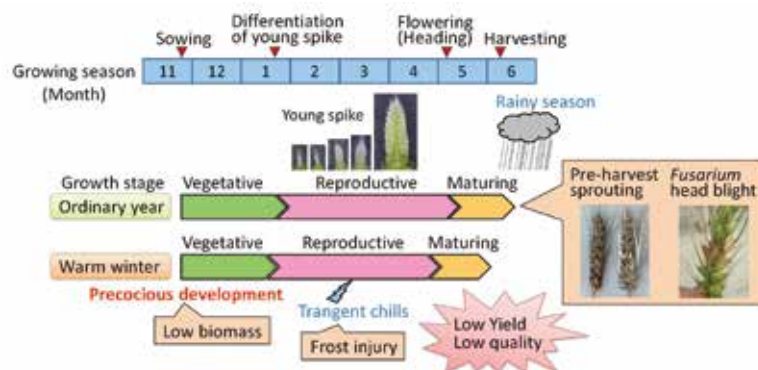 Sowing
Differentiation
of young spike
Flowering
(Heading)
Harvesting
Growing season
(Month)
11 12 1 2 3 4 5 6
Young spike
Rainy season
Growth stage
Vegetative Reproductive Maturing
Ordinary year
Pre-harvest
sprouting
Fusarium
head blight
Vegetative Reproductive Maturing
Warm winter
Precocious development
Low biomass
Trangent chills
Frost injury
Low Yield
Low quality